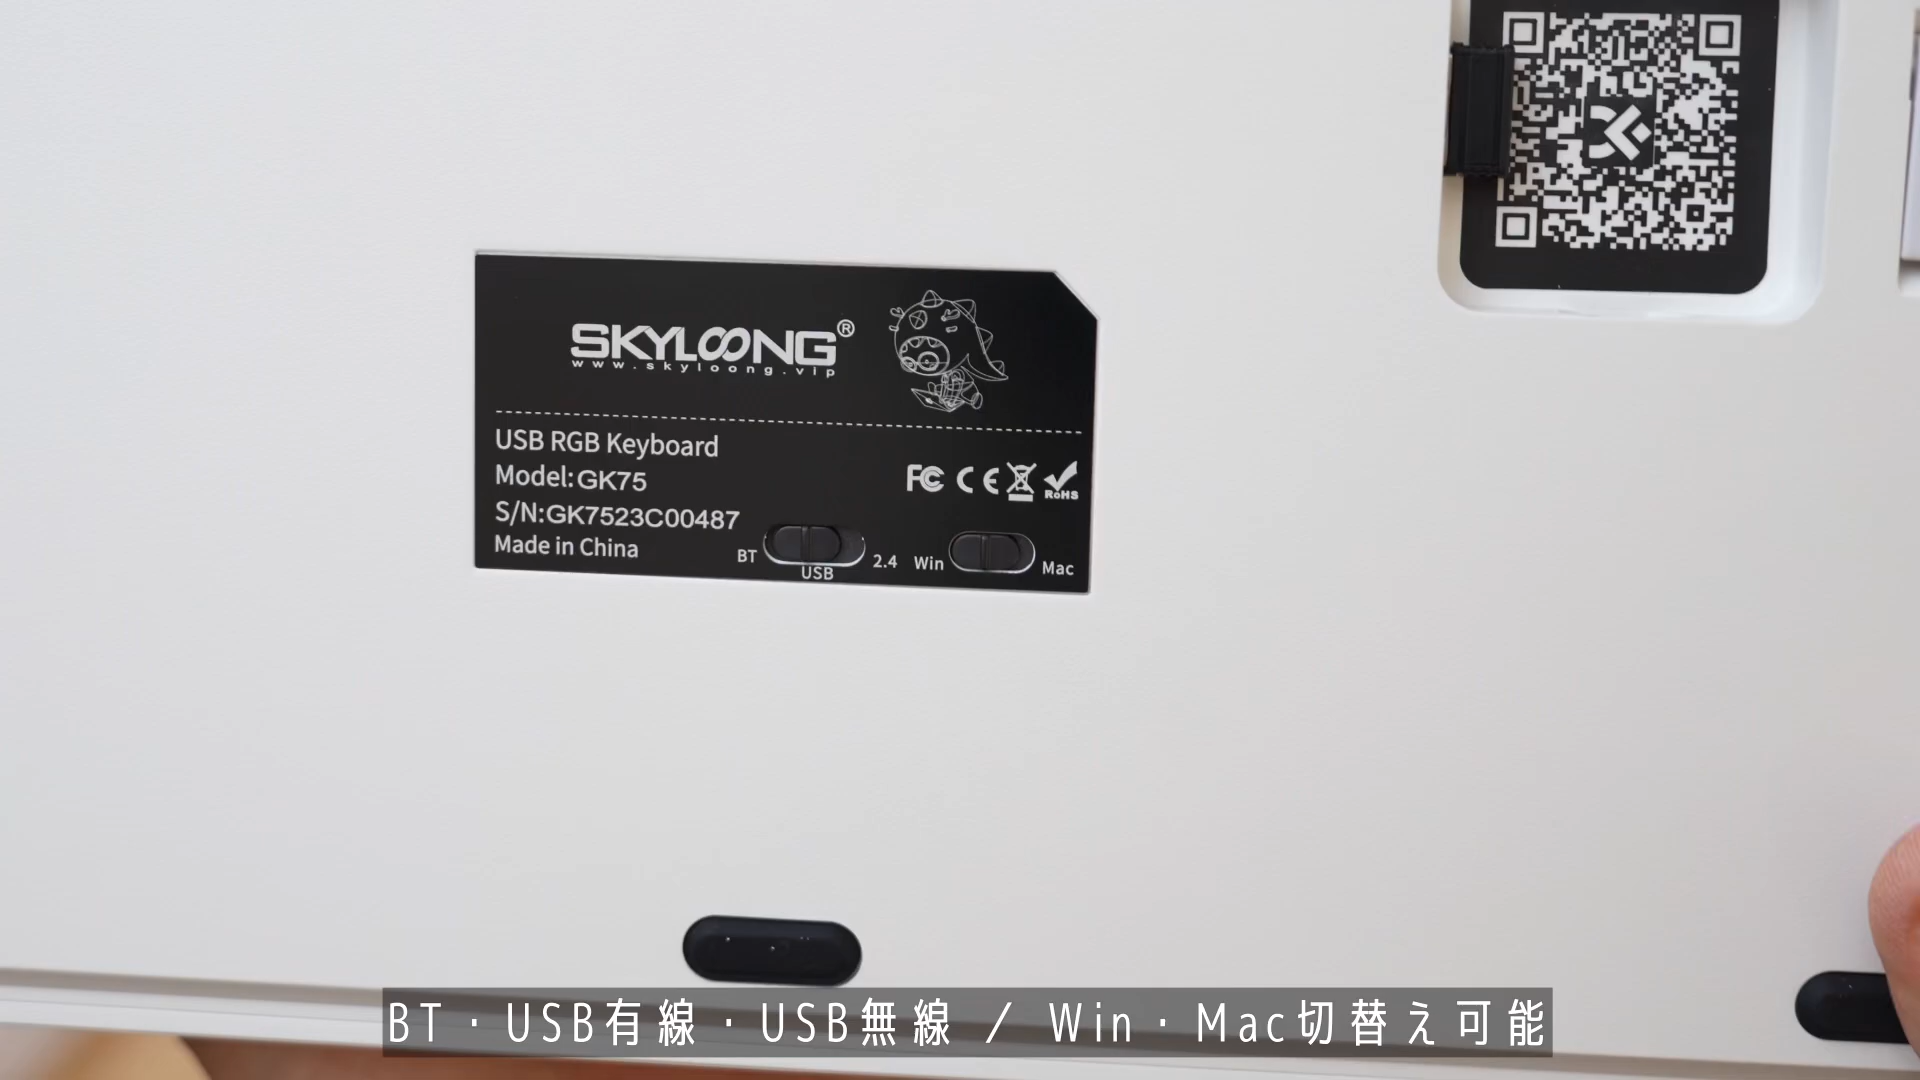 SKYLOONG®
www.skyloong.vip
USB RGB Keyboard
Model:GK75
S/N:GK7523C00487
Made in China
FC CE RoHS
BT USB 2.4 Win Mac
BT・USB有線・USB無線 / Win・Mac切替え可能